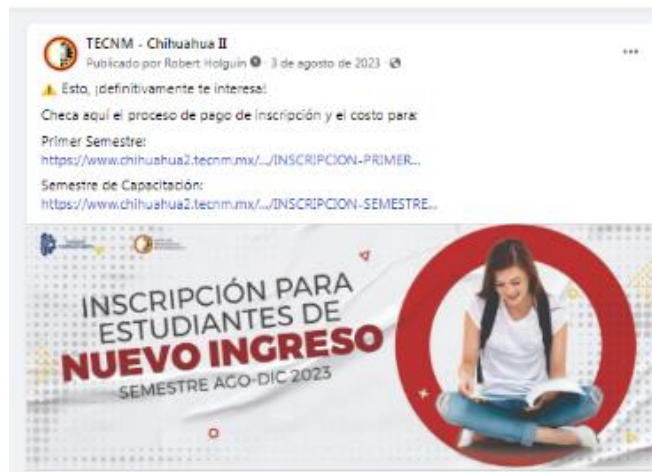 TECNM - Chihuahua II
Publicado por Robert Holguín · 3 de agosto de 2023 ·
Esto, ¡definitivamente te interesa!
Checa aquí el proceso de pago de inscripción y el costo para:
Primer Semestre:
https://www.chihuahua2.tecnm.mx/.../INSCRIPCION-PRIMER...
Semestre de Capacitación:
https://www.chihuahua2.tecnm.mx/.../INSCRIPCION-SEMESTRE...
INSCRIPCIÓN PARA
ESTUDIANTES DE
NUEVO INGRESO
SEMESTRE AGO-DIC 2023